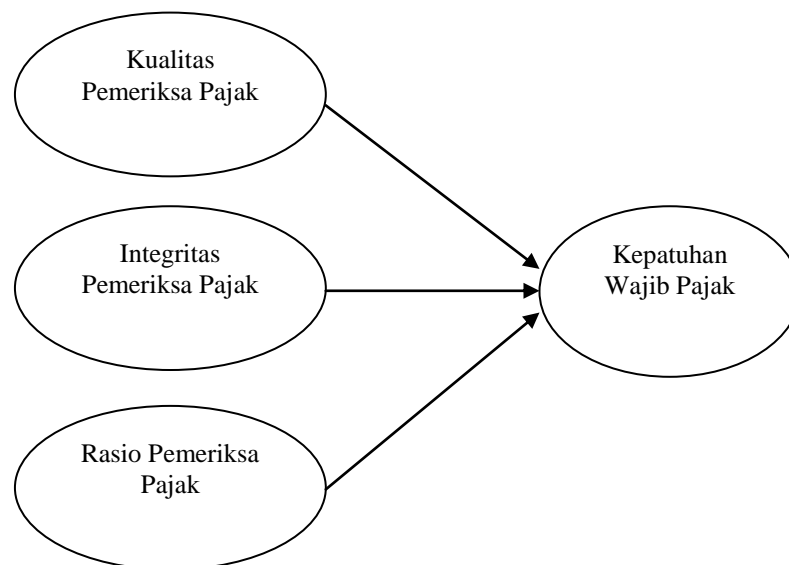 Kualitas
Pemeriksa Pajak
Integritas
Pemeriksa Pajak
Kepatuhan
Wajib Pajak
Rasio Pemeriksa
Pajak